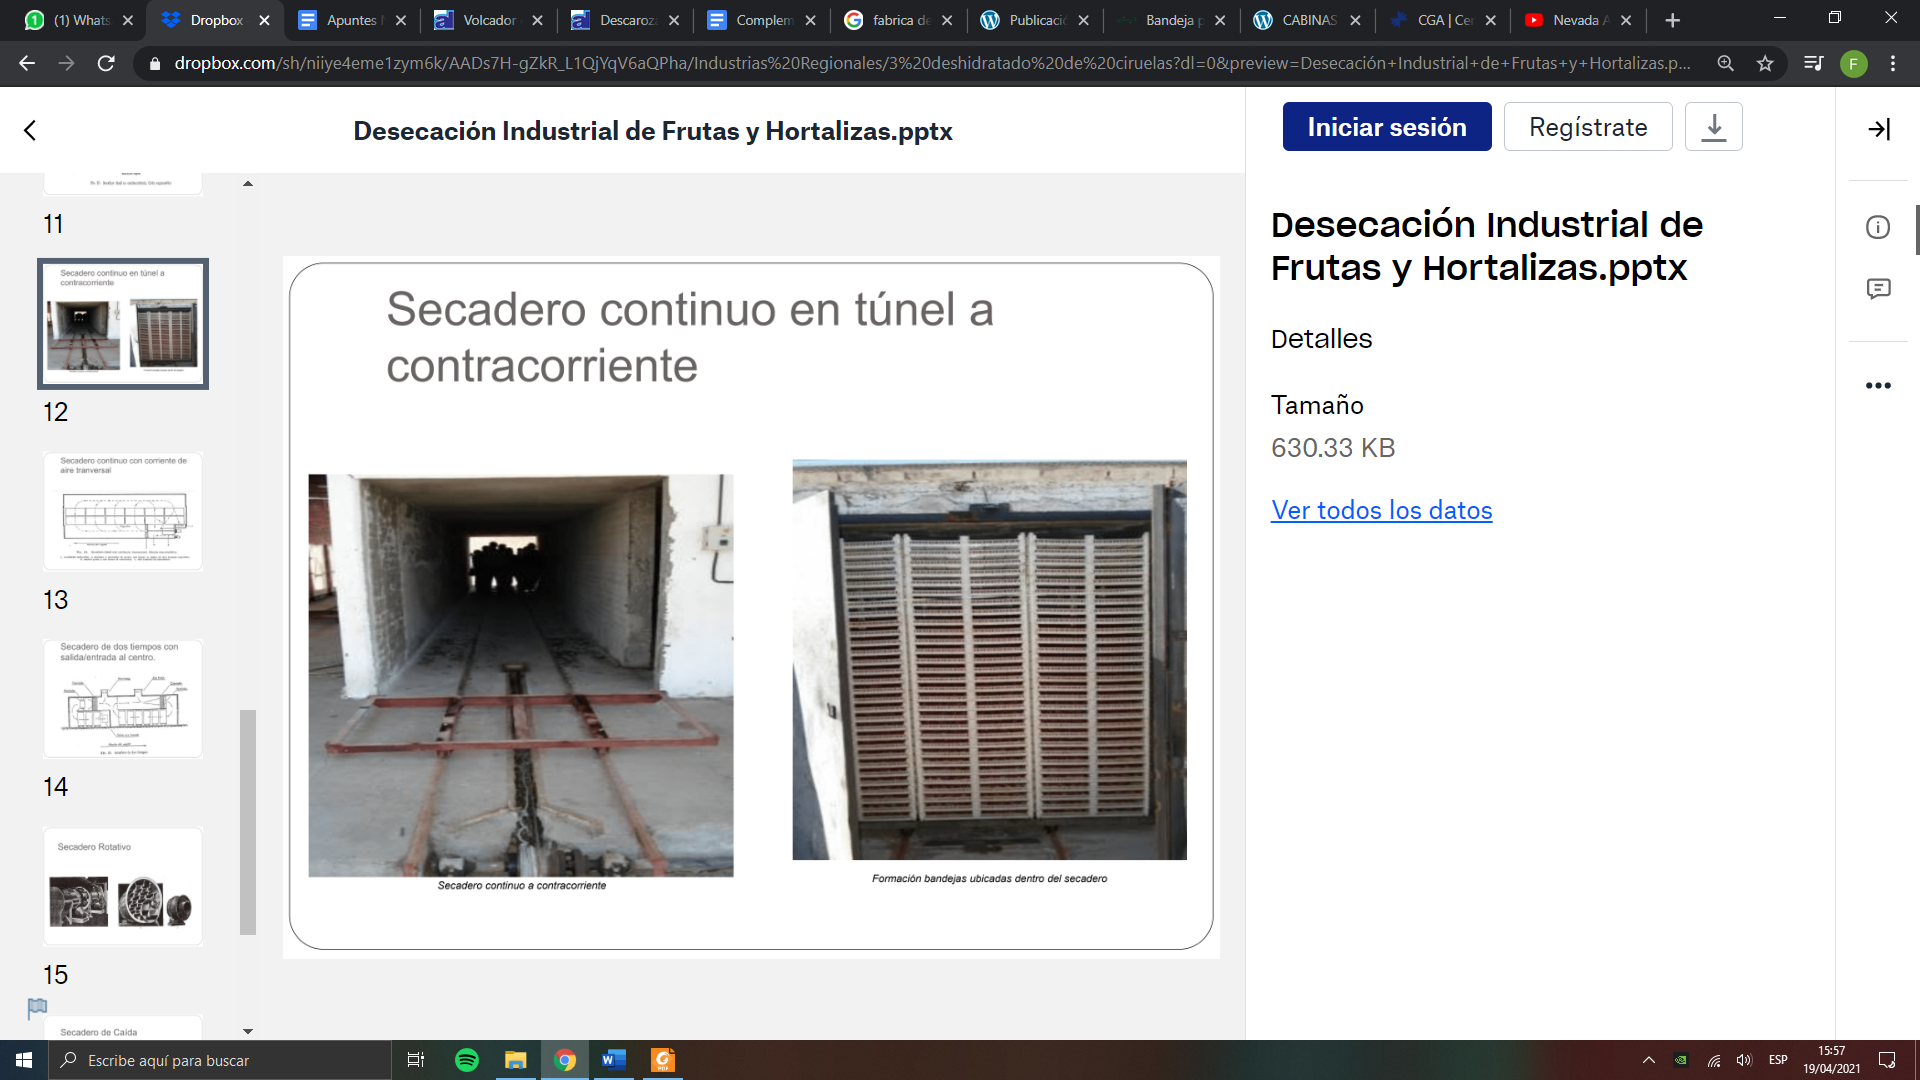 (1) Whats
Dropbox
Apuntes
Volcador
Descaroz
Complem
fabrica de
Publicaci
Bandeja p
CABINAS
CGA | Ce
Nevada A
dropbox.com/sh/niiye4eme1zym6k/AADs7H-gZkR_L1QjYqV6aQPha/Industrias%20Regionales/3%20deshidratado%20de%20ciruelas?dl=0&preview=Desecación+Industrial+de+Frutas+y+Hortalizas.p...
F
Desecación Industrial de Frutas y Hortalizas.pptx
Iniciar sesión
Regístrate
11
Secadero continuo en túnel a
contracorriente
12
Secadero continuo con corriente de
aire tranversal
13
Secadero de dos tiempos con
salida/entrada al centro.
14
Secadero Rotativo
15
Secadero de Caída
Secadero continuo en túnel a
contracorriente
Secadero continuo a contracorriente
Formación bandejas ubicadas dentro del secadero
Desecación Industrial de
Frutas y Hortalizas.pptx
Detalles
Tamaño
630.33 KB
Ver todos los datos
Escribe aquí para buscar
ESP
15:57
19/04/2021